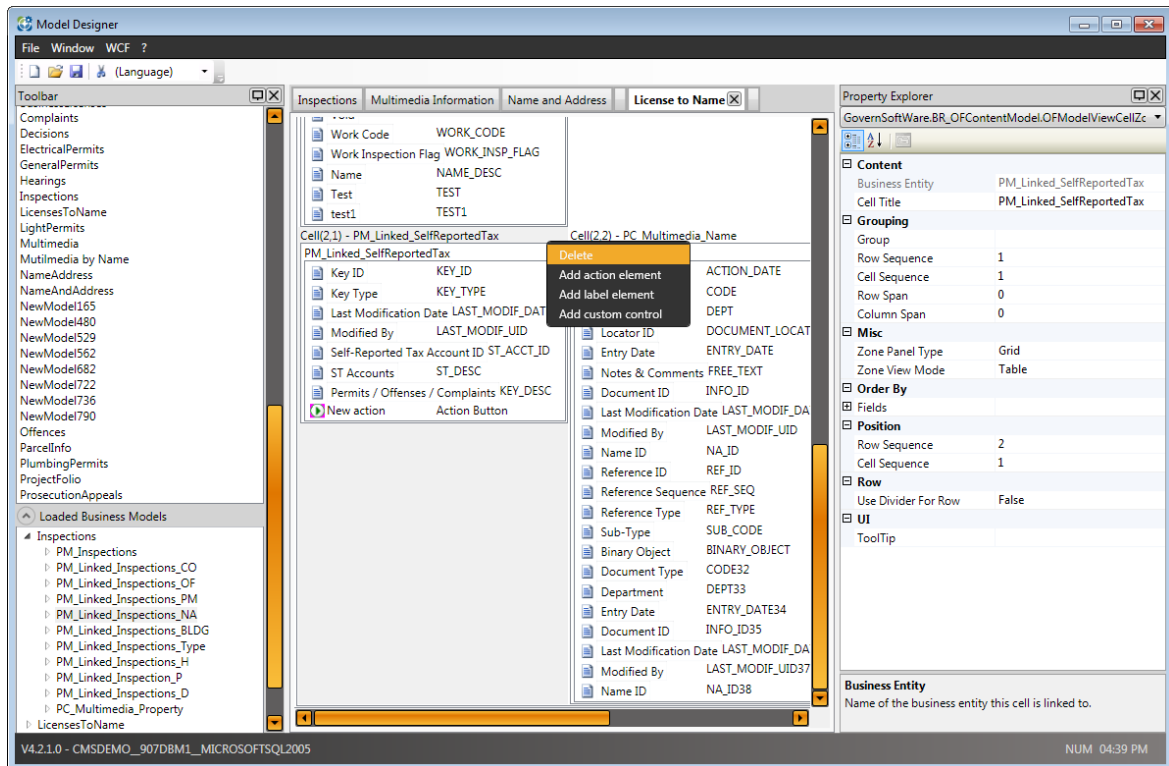 Model Designer
File Window WCF ?
(Language)
Toolbar
Complaints
Decisions
ElectricalPermits
GeneralPermits
Hearings
Inspections
LicensesToName
LightPermits
Multimedia
Mutilmedia by Name
NameAddress
NameAndAddress
NewModel165
NewModel480
NewModel529
NewModel562
NewModel682
NewModel722
NewModel736
NewModel790
Offences
ParcelInfo
PlumbingPermits
ProjectFolio
ProsecutionAppeals
Loaded Business Models
Inspections
PM_Inspections
PM_Linked_Inspections_CO
PM_Linked_Inspections_OF
PM_Linked_Inspections_PM
PM_Linked_Inspections_NA
PM_Linked_Inspections_BLDG
PM_Linked_Inspections_Type
PM_Linked_Inspections_H
PM_Linked_Inspection_P
PM_Linked_Inspections_D
PC_Multimedia_Property
LicensesToName
Inspections Multimedia Information Name and Address License to Name
Work Code WORK_CODE
Work Inspection Flag WORK_INSP_FLAG
Name NAME_DESC
Test TEST
test1 TEST1
Cell(2,1) - PM_Linked_SelfReportedTax
PM_Linked_SelfReportedTax
Key ID KEY_ID
Key Type KEY_TYPE
Last Modification Date LAST_MODIF_DAT
Modified By LAST_MODIF_UID
Self-Reported Tax Account ID ST_ACCT_ID
ST Accounts ST_DESC
Permits / Offenses / Complaints KEY_DESC
New action Action Button
Cell(2,2) - PC_Multimedia_Name
Delete
Add action element
Add label element
Add custom control
ACTION_DATE
CODE
DEPT
Locator ID DOCUMENT_LOCAT
Entry Date ENTRY_DATE
Notes & Comments FREE_TEXT
Document ID INFO_ID
Last Modification Date LAST_MODIF_DA
Modified By LAST_MODIF_UID
Name ID NA_ID
Reference ID REF_ID
Reference Sequence REF_SEQ
Reference Type REF_TYPE
Sub-Type SUB_CODE
Binary Object BINARY_OBJECT
Document Type CODE32
Department DEPT33
Entry Date ENTRY_DATE34
Document ID INFO_ID35
Last Modification Date LAST_MODIF_DA
Modified By LAST_MODIF_UID37
Name ID NA_ID38
Property Explorer
GovernSoftWare.BR_OFContentModel.OFModelViewCellZc
Content
Business Entity PM_Linked_SelfReportedTax
Cell Title PM_Linked_SelfReportedTax
Grouping
Group
Row Sequence 1
Cell Sequence 1
Row Span 0
Column Span 0
Misc
Zone Panel Type Grid
Zone View Mode Table
Order By
Fields
Position
Row Sequence 2
Cell Sequence 1
Row
Use Divider For Row False
UI
ToolTip
Business Entity
Name of the business entity this cell is linked to.
V4.2.1.0 - CMSDEMO__907DBM1__MICROSOFTSQL2005
NUM 04:39 PM